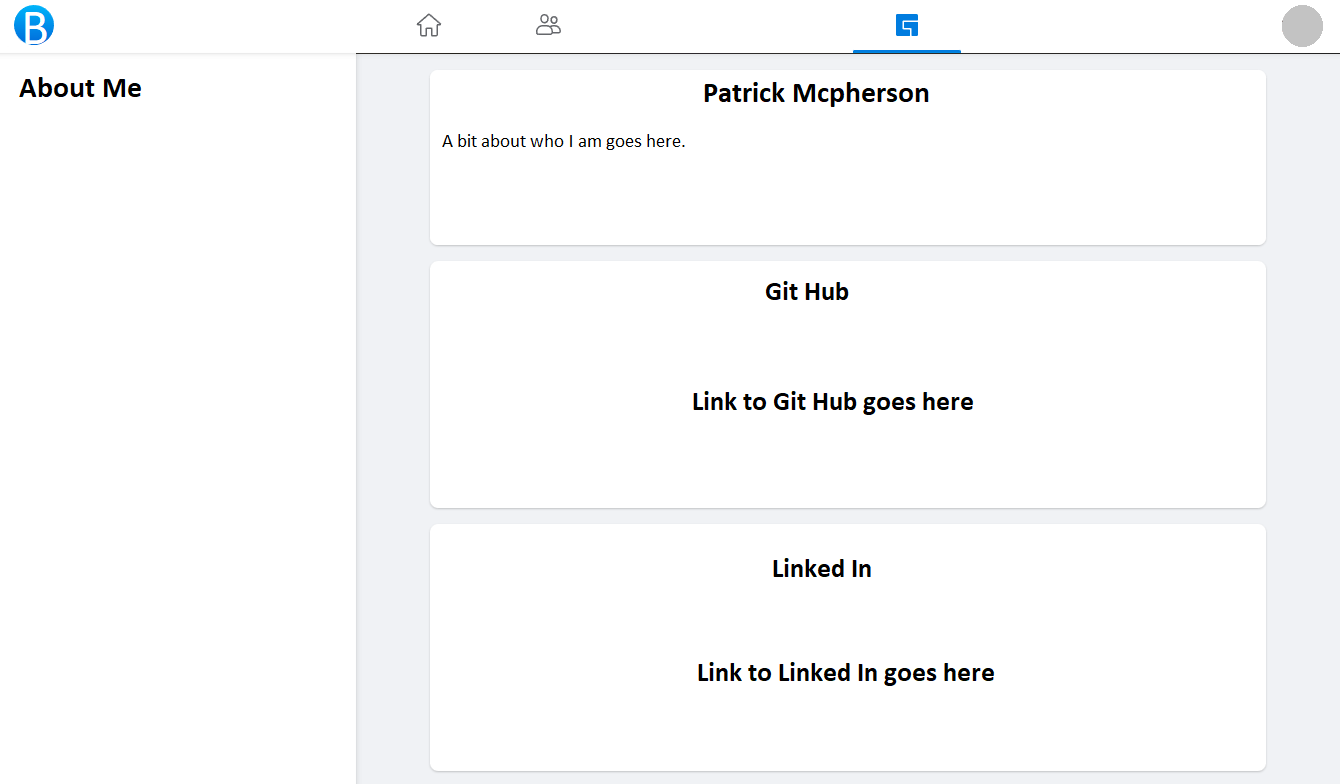 B
About Me
Patrick Mcpherson
A bit about who I am goes here.
Git Hub
Link to Git Hub goes here
Linked In
Link to Linked In goes here